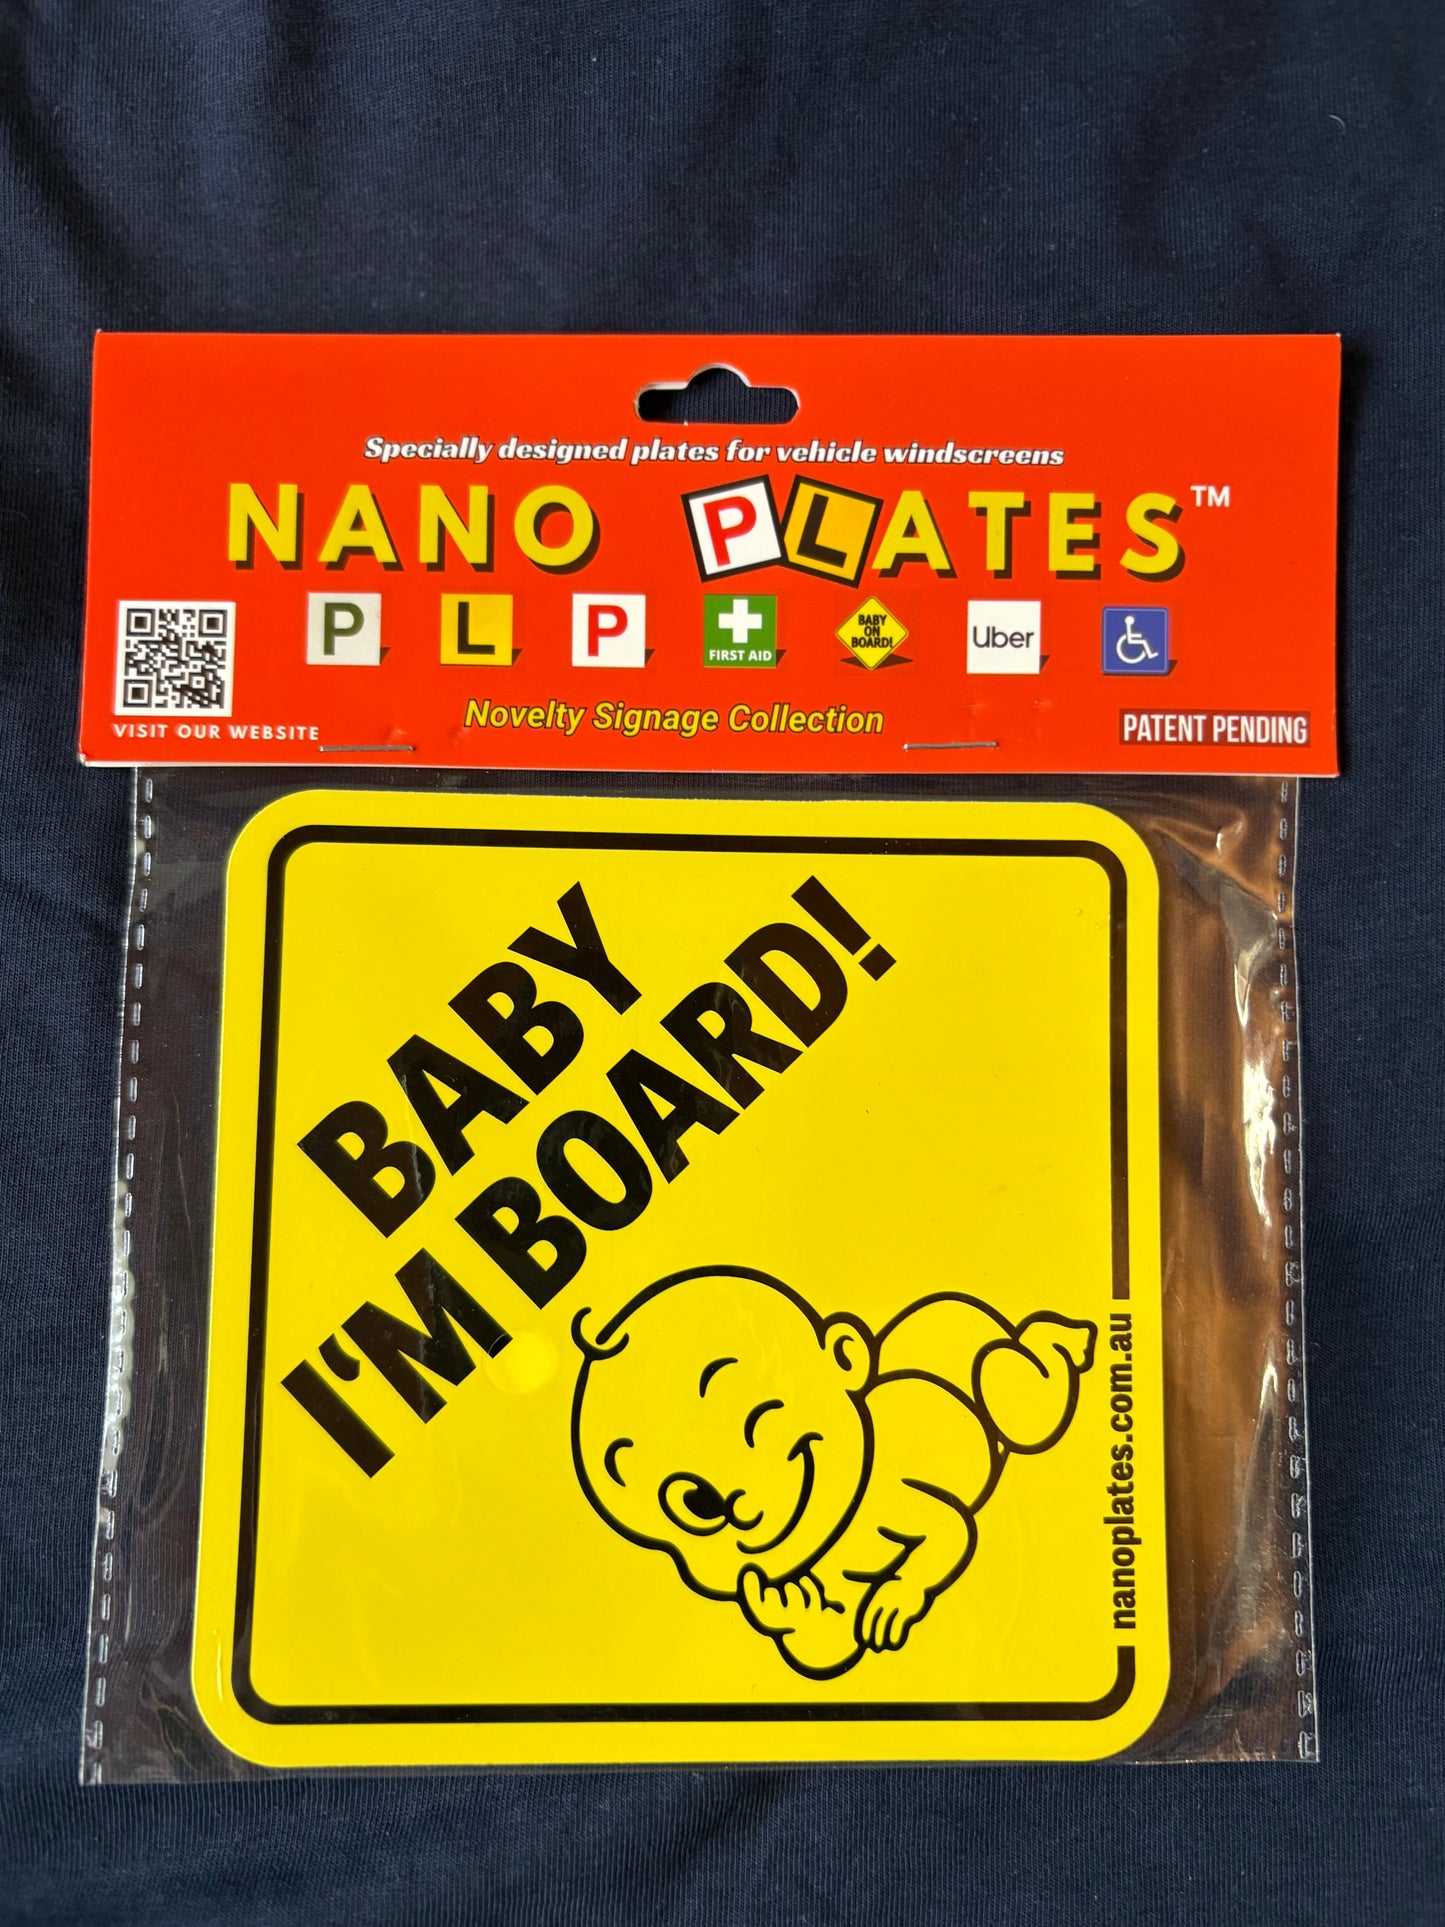 Specially designed plates for vehicle windscreens
NANO PLATES™
P
L
P
FIRST AID
BABY
ON
BOARD!
Uber
VISIT OUR WEBSITE
Novelty Signage Collection
PATENT PENDING
BABY
I'M BOARD!
nanoplates.com.au